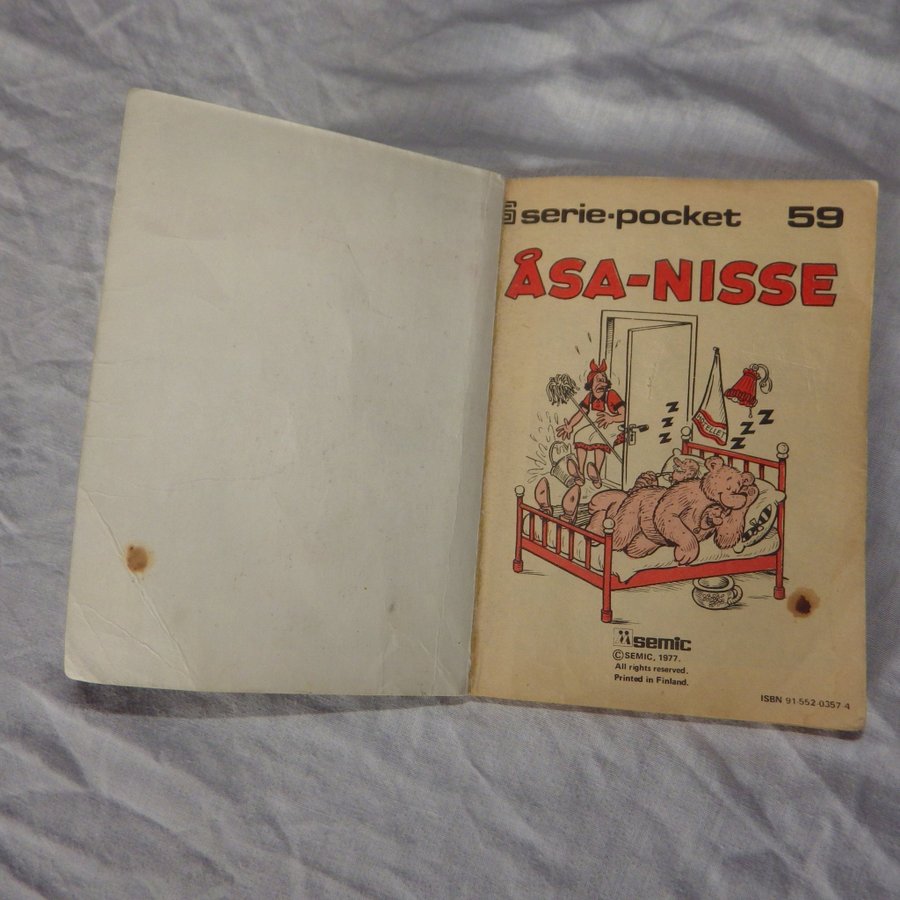 serie·pocket 59
ÅSA-NISSE
Z
Z
Z
Z
Z
Z
semic
©SEMIC, 1977.
All rights reserved.
Printed in Finland.
ISBN 91-552-0357-4